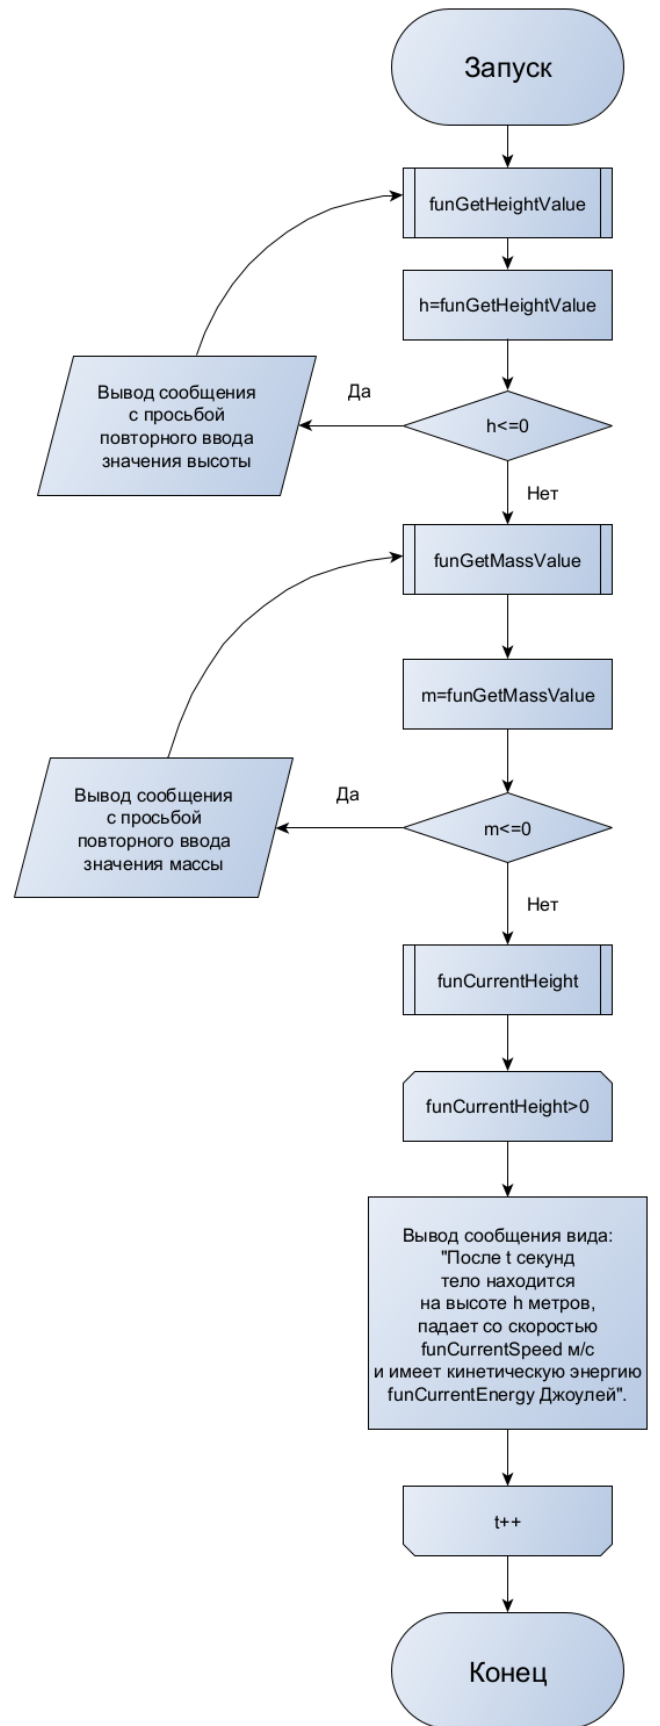 Запуск
funGetHeightValue
h=funGetHeightValue
Вывод сообщения
с просьбой
повторного ввода
значения высоты
Да
h<=0
Нет
funGetMassValue
m=funGetMassValue
Вывод сообщения
с просьбой
повторного ввода
значения массы
Да
m<=0
Нет
funCurrentHeight
funCurrentHeight>0
Вывод сообщения вида:
"После t секунд
тело находится
на высоте h метров,
падает со скоростью
funCurrentSpeed м/с
и имеет кинетическую энергию
funCurrentEnergy Джоулей".
t++
Конец